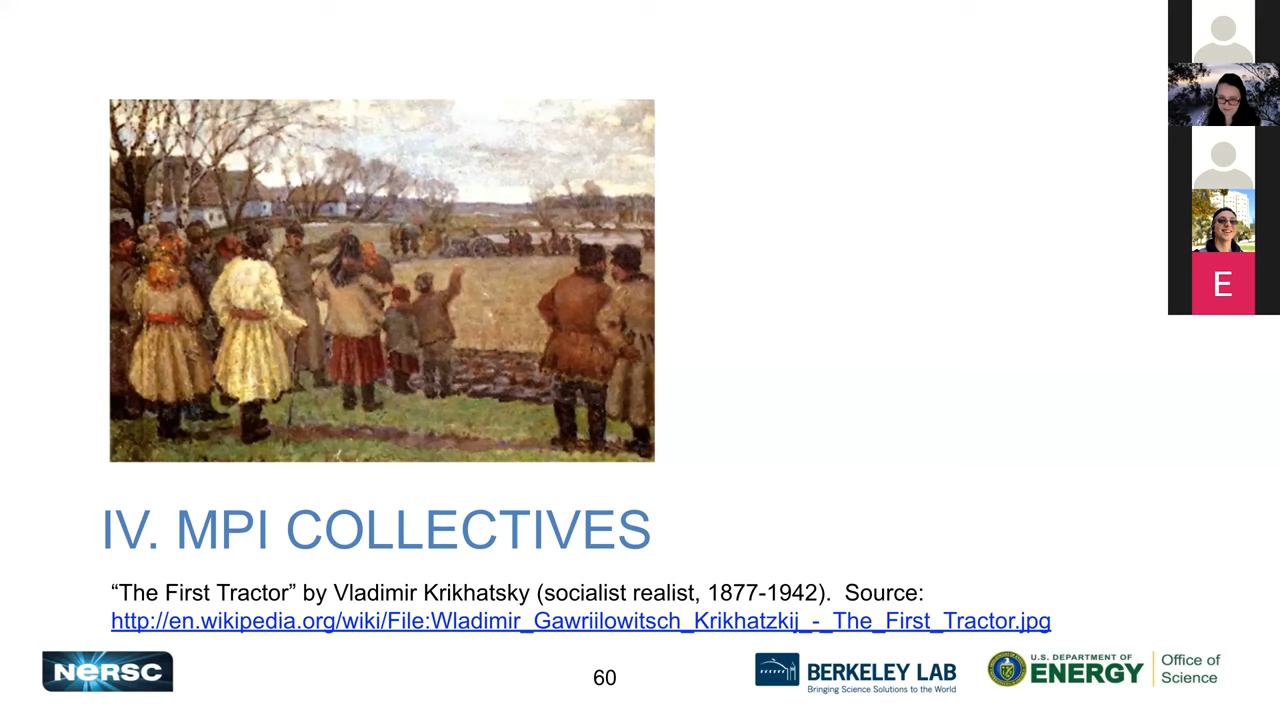 E
IV. MPI COLLECTIVES
“The First Tractor” by Vladimir Krikhatsky (socialist realist, 1877-1942). Source:
http://en.wikipedia.org/wiki/File:Wladimir_Gawriilowitsch_Krikhatzkij_-_The_First_Tractor.jpg
NERSC
60
BERKELEY LAB
Bringing Science Solutions to the World
U.S. DEPARTMENT OF
ENERGY
Office of
Science